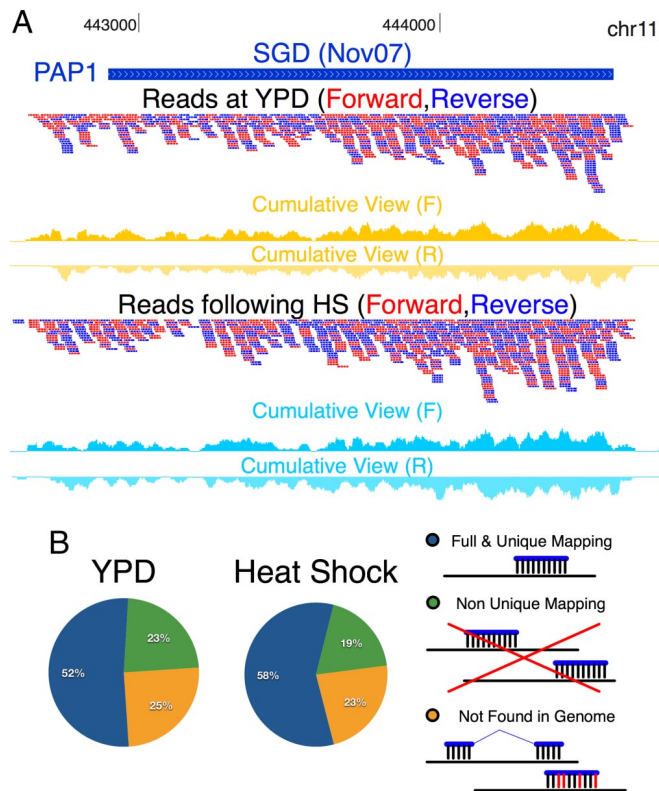 A
443000
444000
chr11
SGD (Nov07)
PAP1
Reads at YPD (Forward,Reverse)
Cumulative View (F)
Cumulative View (R)
Reads following HS (Forward,Reverse)
Cumulative View (F)
Cumulative View (R)
B
YPD
Heat Shock
52%
23%
25%
58%
19%
23%
Full & Unique Mapping
Non Unique Mapping
Not Found in Genome